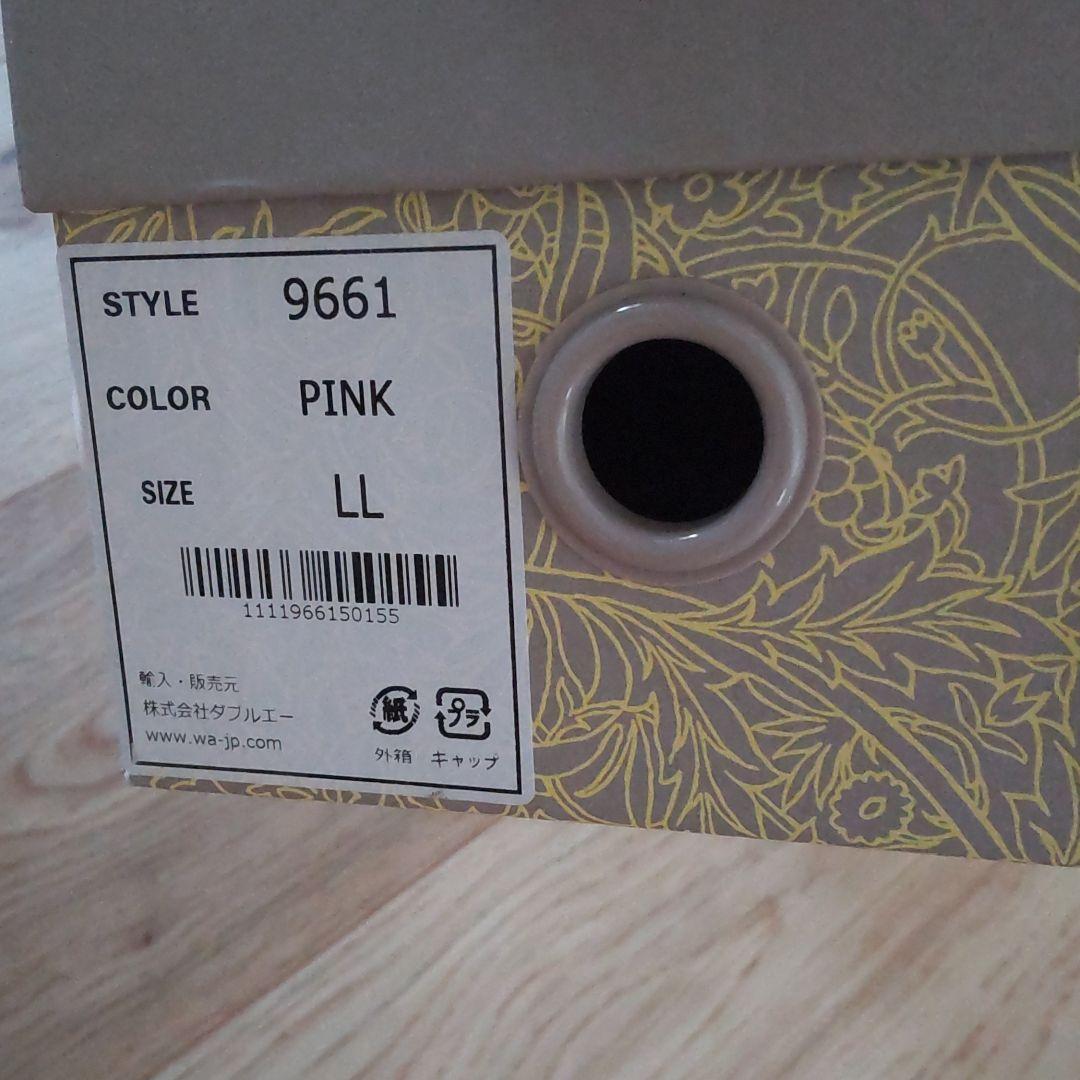 STYLE 9661
COLOR PINK
SIZE LL
1111966150155
輸入・販売元
株式会社ダブルエー
www.wa-jp.com
紙 プラ
外箱 キャップ